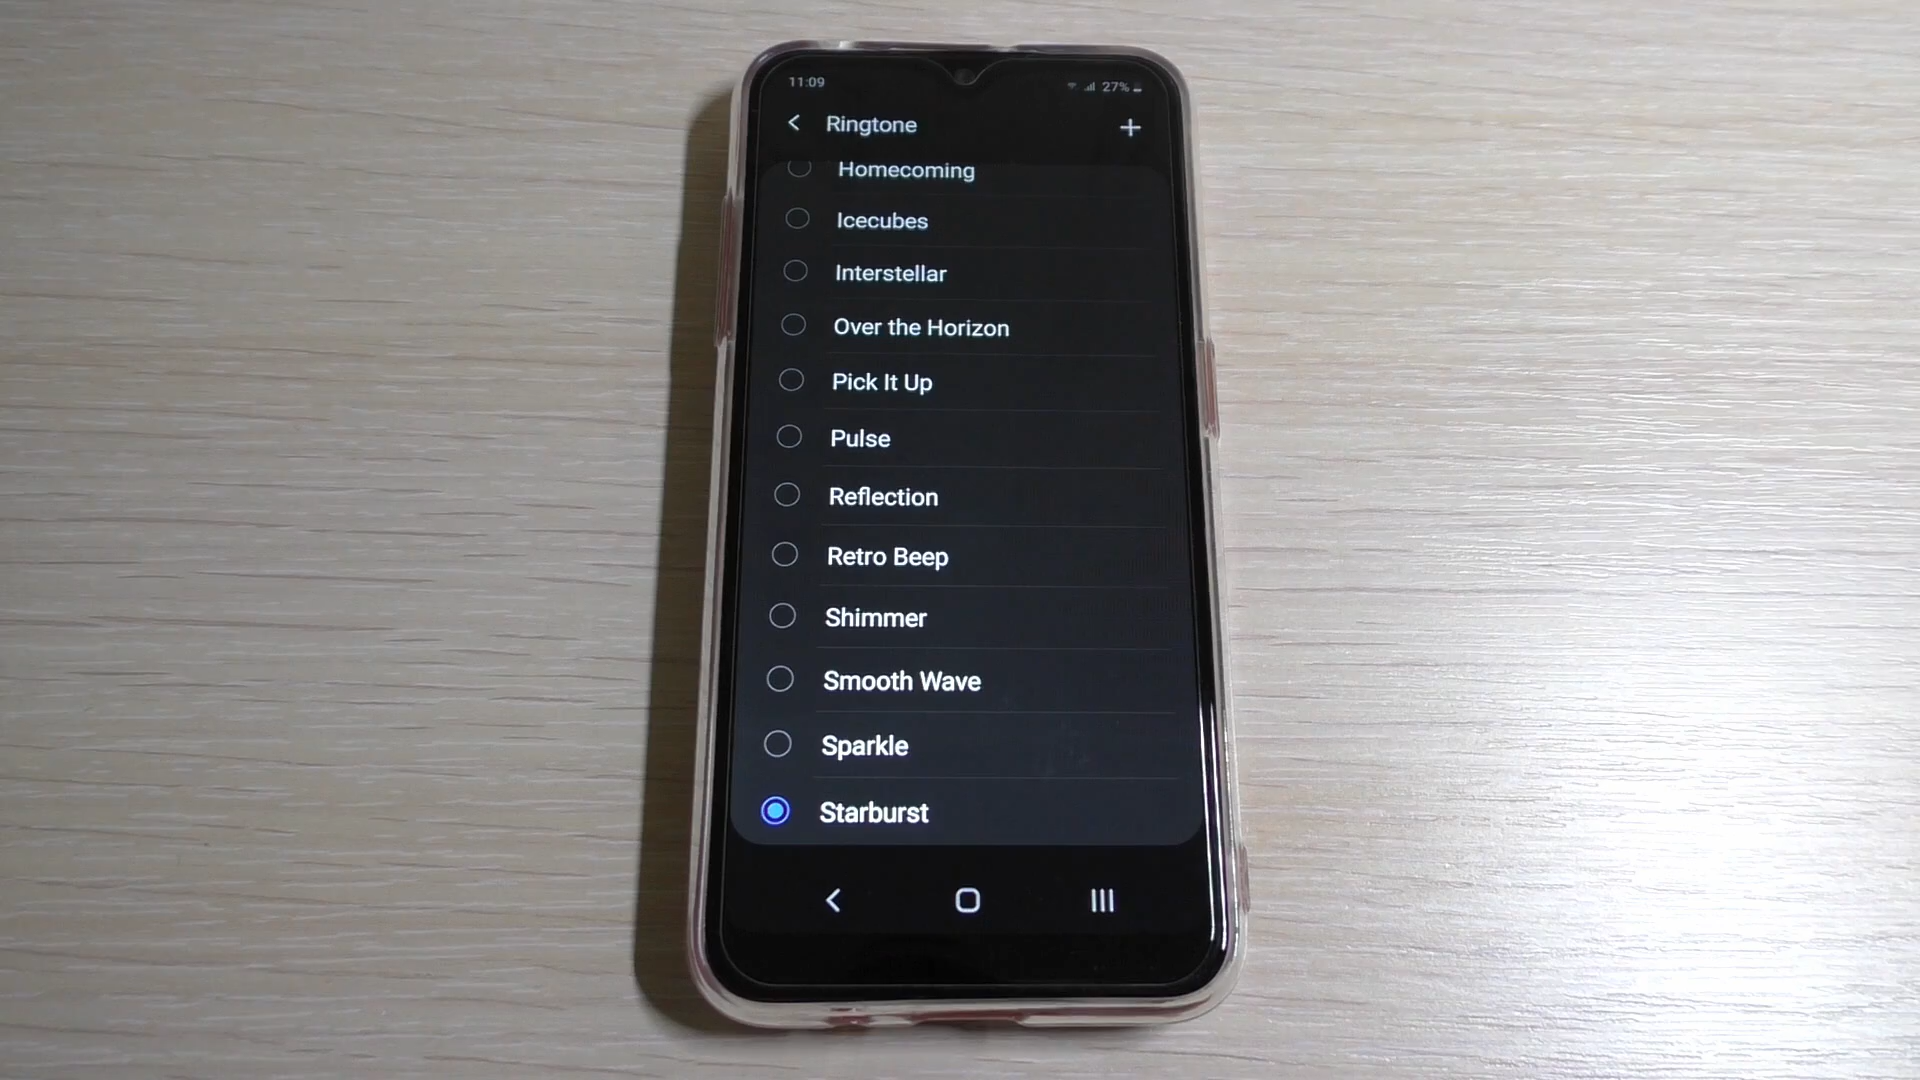 11:09
27%
Ringtone
Homecoming
Icecubes
Interstellar
Over the Horizon
Pick It Up
Pulse
Reflection
Retro Beep
Shimmer
Smooth Wave
Sparkle
Starburst